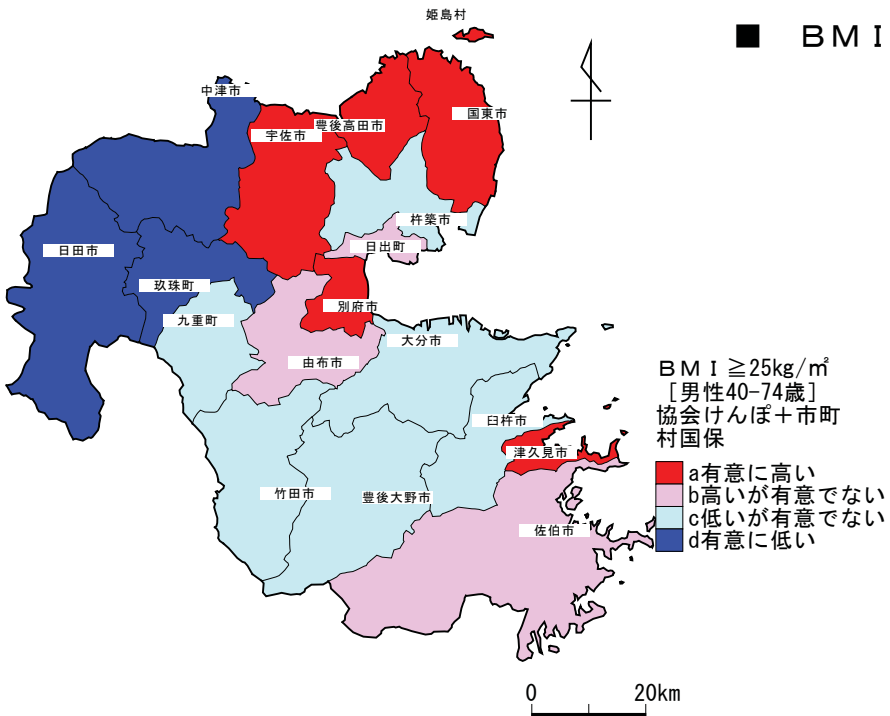 姫島村
■ ＢＭＩ
中津市
国東市
豊後高田市
宇佐市
杵築市
日出町
日田市
玖珠町
別府市
九重町
大分市
由布市
臼杵市
津久見市
竹田市
豊後大野市
佐伯市
ＢＭＩ≧25kg/㎡
［男性40-74歳］
協会けんぽ＋市町
村国保
a有意に高い
b高いが有意でない
c低いが有意でない
d有意に低い
0 20km